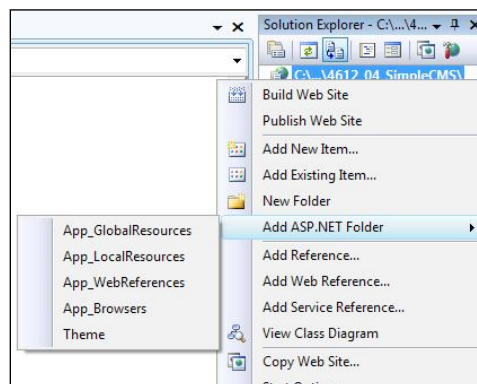 Solution Explorer - C:\...\4...
C:\...\4612_04_SimpleCMS\
Build Web Site
Publish Web Site
Add New Item...
Add Existing Item...
New Folder
Add ASP.NET Folder
App_GlobalResources
App_LocalResources
App_WebReferences
App_Browsers
Theme
Add Reference...
Add Web Reference...
Add Service Reference...
View Class Diagram
Copy Web Site...